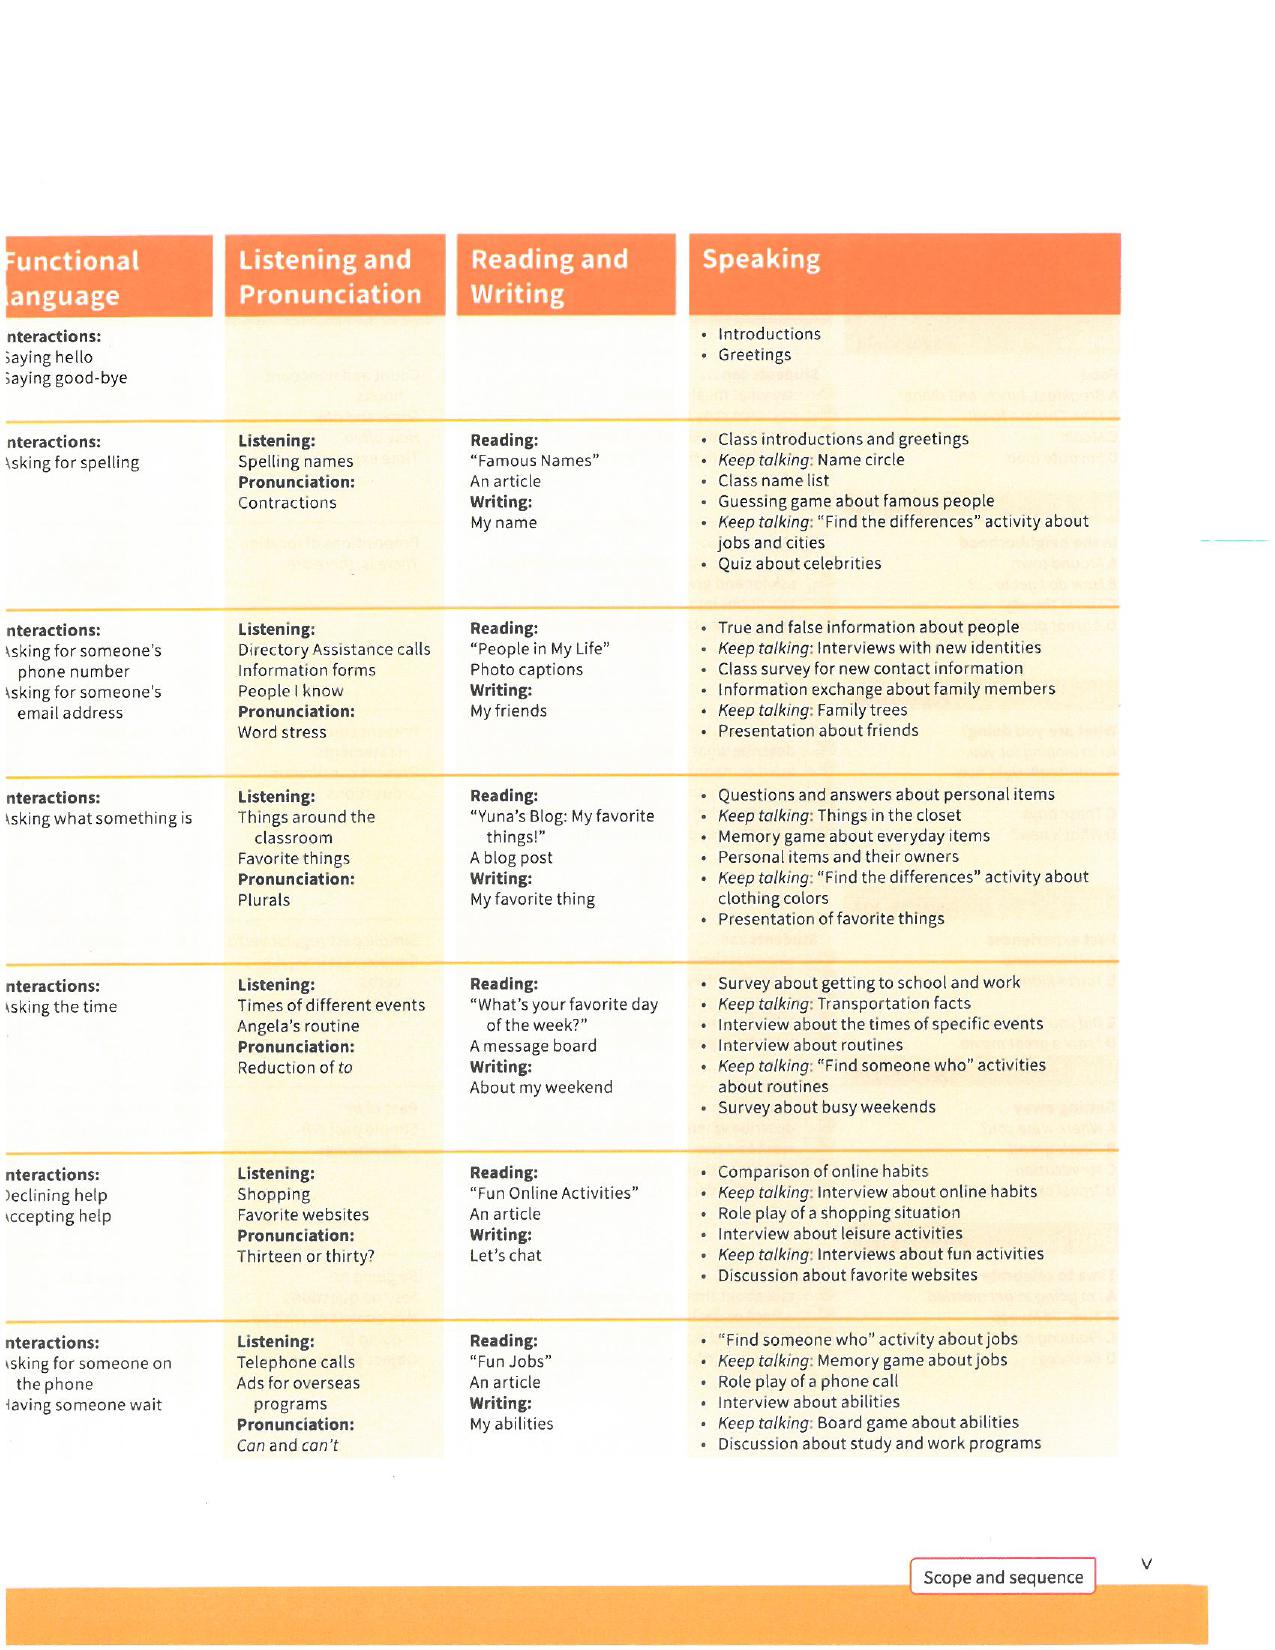 Functional
language
Listening and
Pronunciation
Reading and
Writing
Speaking
nteractions:
Saying hello
Saying good-bye
• Introductions
• Greetings
nteractions:
Asking for spelling
Listening:
Spelling names
Pronunciation:
Contractions
Reading:
“Famous Names”
An article
Writing:
My name
• Class introductions and greetings
• Keep talking: Name circle
• Class name list
• Guessing game about famous people
• Keep talking: “Find the differences” activity about
jobs and cities
• Quiz about celebrities
nteractions:
Asking for someone's
phone number
Asking for someone's
email address
Listening:
Directory Assistance calls
Information forms
People I know
Pronunciation:
Word stress
Reading:
“People in My Life”
Photo captions
Writing:
My friends
• True and false information about people
• Keep talking: Interviews with new identities
• Class survey for new contact information
• Information exchange about family members
• Keep talking: Family trees
• Presentation about friends
nteractions:
Asking what something is
Listening:
Things around the
classroom
Favorite things
Pronunciation:
Plurals
Reading:
“Yuna’s Blog: My favorite
things!”
A blog post
Writing:
My favorite thing
• Questions and answers about personal items
• Keep talking: Things in the closet
• Memory game about everyday items
• Personal items and their owners
• Keep talking: “Find the differences” activity about
clothing colors
• Presentation of favorite things
nteractions:
Asking the time
Listening:
Times of different events
Angela’s routine
Pronunciation:
Reduction of to
Reading:
“What’s your favorite day
of the week?”
A message board
Writing:
About my weekend
• Survey about getting to school and work
• Keep talking: Transportation facts
• Interview about the times of specific events
• Interview about routines
• Keep talking: “Find someone who” activities
about routines
• Survey about busy weekends
nteractions:
Declining help
Accepting help
Listening:
Shopping
Favorite websites
Pronunciation:
Thirteen or thirty?
Reading:
“Fun Online Activities”
An article
Writing:
Let’s chat
• Comparison of online habits
• Keep talking: Interview about online habits
• Role play of a shopping situation
• Interview about leisure activities
• Keep talking: Interviews about fun activities
• Discussion about favorite websites
nteractions:
Asking for someone on
the phone
Having someone wait
Listening:
Telephone calls
Ads for overseas
programs
Pronunciation:
Can and can’t
Reading:
“Fun Jobs”
An article
Writing:
My abilities
• “Find someone who” activity about jobs
• Keep talking: Memory game about jobs
• Role play of a phone call
• Interview about abilities
• Keep talking: Board game about abilities
• Discussion about study and work programs
Scope and sequence
V